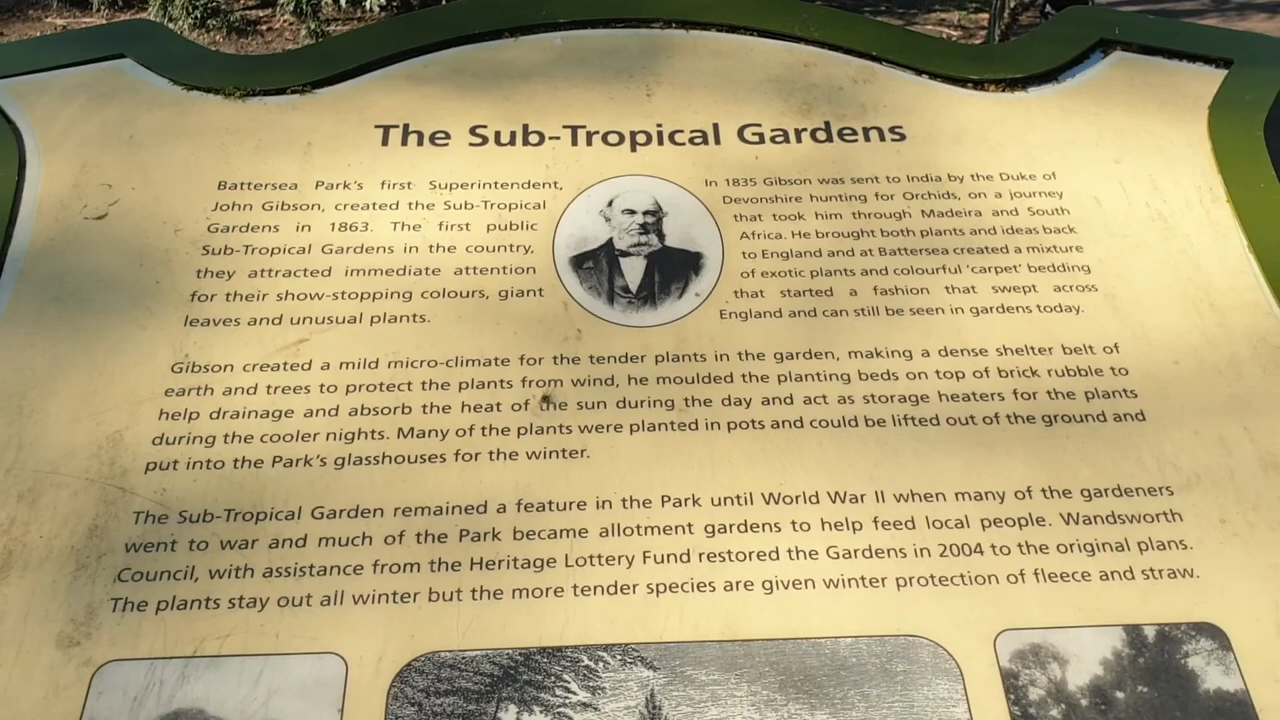 The Sub-Tropical Gardens
Battersea Park's first Superintendent,
John Gibson, created the Sub-Tropical
Gardens in 1863. The first public
Sub-Tropical Gardens in the country,
they attracted immediate attention
for their show-stopping colours, giant
leaves and unusual plants.
In 1835 Gibson was sent to India by the Duke of
Devonshire hunting for Orchids, on a journey
that took him through Madeira and South
Africa. He brought both plants and ideas back
to England and at Battersea created a mixture
of exotic plants and colourful 'carpet' bedding
that started a fashion that swept across
England and can still be seen in gardens today.
Gibson created a mild micro-climate for the tender plants in the garden, making a dense shelter belt of
earth and trees to protect the plants from wind, he moulded the planting beds on top of brick rubble to
help drainage and absorb the heat of the sun during the day and act as storage heaters for the plants
during the cooler nights. Many of the plants were planted in pots and could be lifted out of the ground and
put into the Park's glasshouses for the winter.
The Sub-Tropical Garden remained a feature in the Park until World War II when many of the gardeners
went to war and much of the Park became allotment gardens to help feed local people. Wandsworth
Council, with assistance from the Heritage Lottery Fund restored the Gardens in 2004 to the original plans.
The plants stay out all winter but the more tender species are given winter protection of fleece and straw.